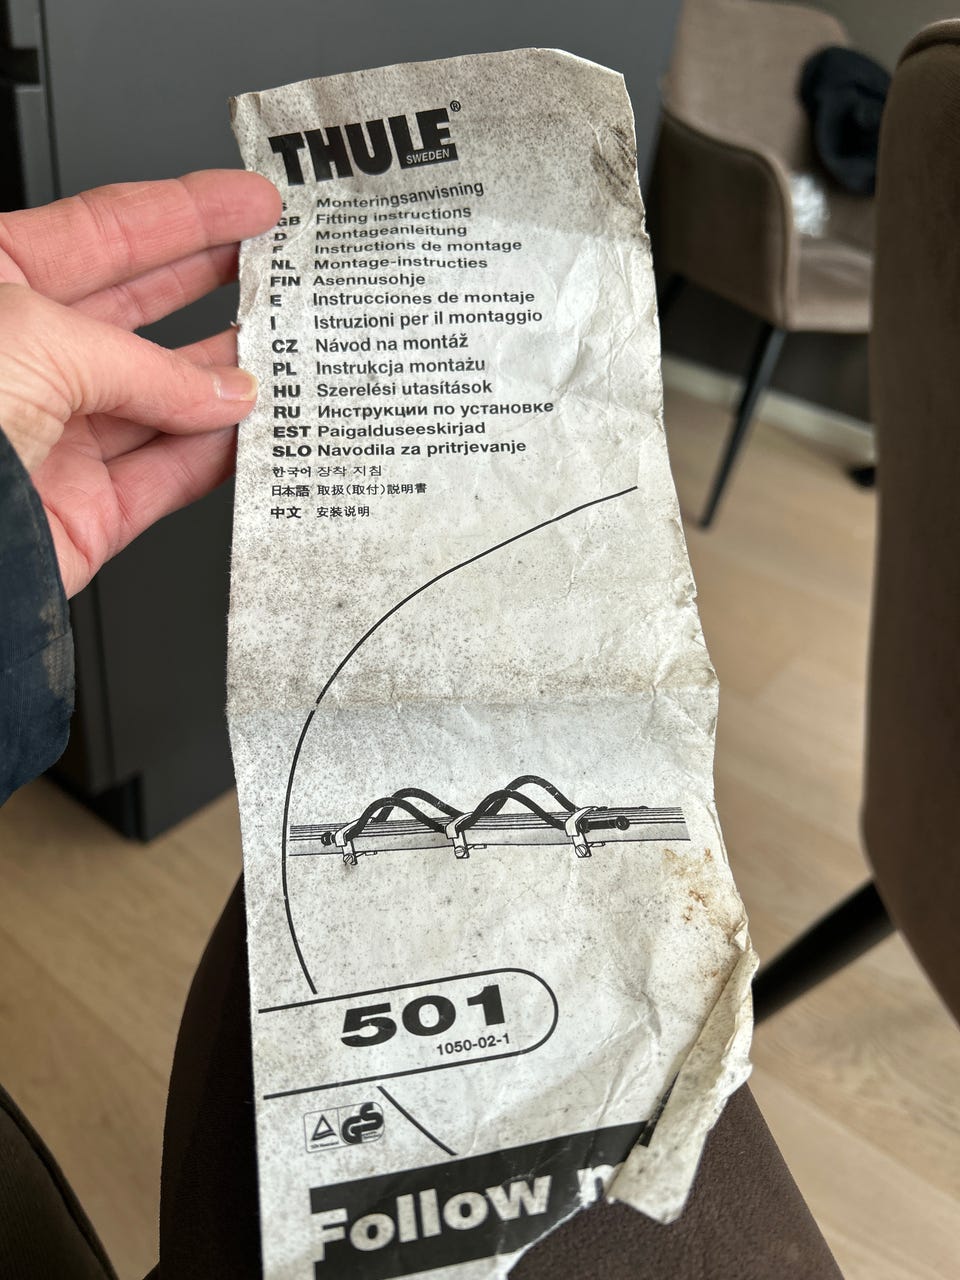 THULE®
SWEDEN
S Monteringsanvisning
GB Fitting instructions
D Montageanleitung
F Instructions de montage
NL Montage-instructies
FIN Asennusohje
E Instrucciones de montaje
I Istruzioni per il montaggio
CZ Návod na montáž
PL Instrukcja montażu
HU Szerelési utasítások
RU Инструкции по установке
EST Paigalduseeskirjad
SLO Navodila za pritrjevanje
한국어 장착 지침
日本語 取扱(取付)説明書
中文 安装说明
501
1050-02-1
GS
Follow